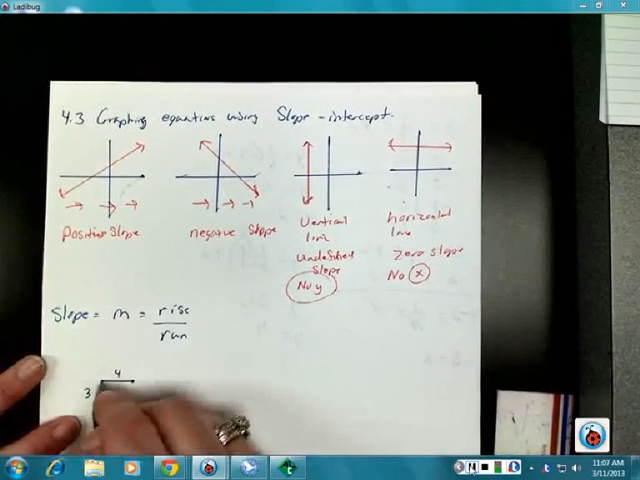 Ladibug
4.3 Graphing equations using Slope-intercept.
positive slope
negative slope
Vertical
line
undefined
slope
No y
horizontal
line
zero slope
No x
Slope = m = rise
run
4
3
11:07 AM
3/11/2013